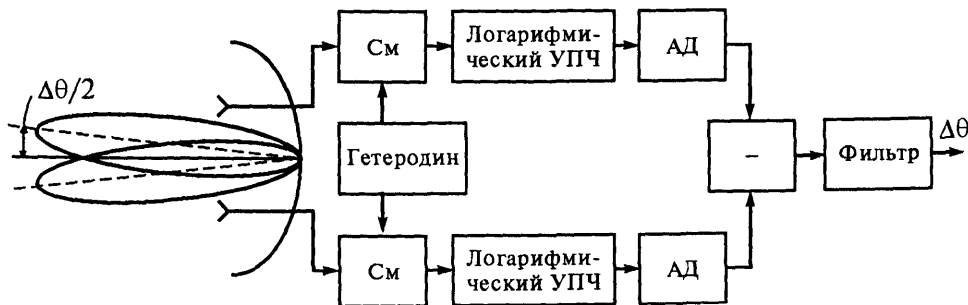 См
Логарифми-
ческий УПЧ
АД
Δθ/2
Гетеродин
–
Фильтр
Δθ
См
Логарифми-
ческий УПЧ
АД